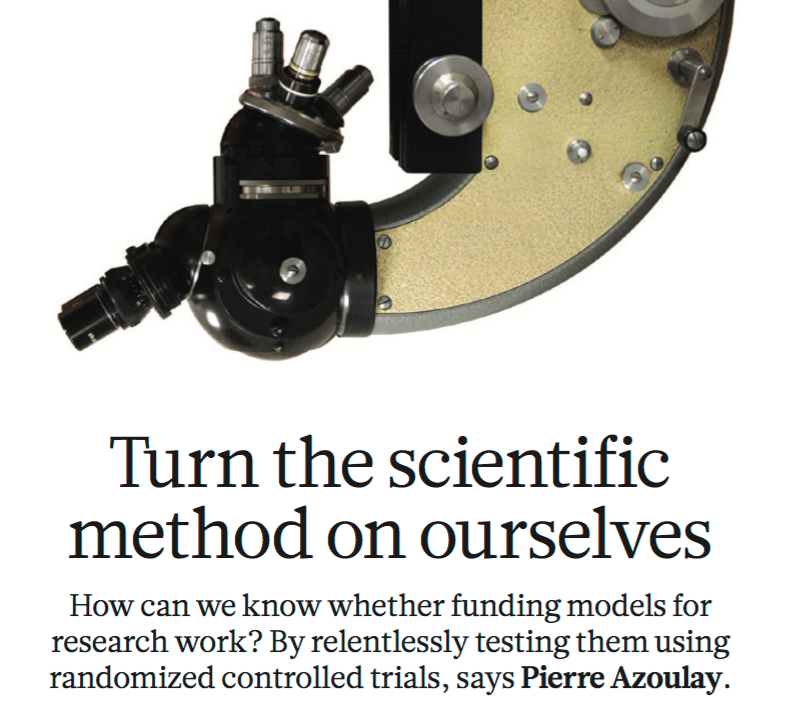 Turn the scientific
method on ourselves
How can we know whether funding models for
research work? By relentlessly testing them using
randomized controlled trials, says Pierre Azoulay.